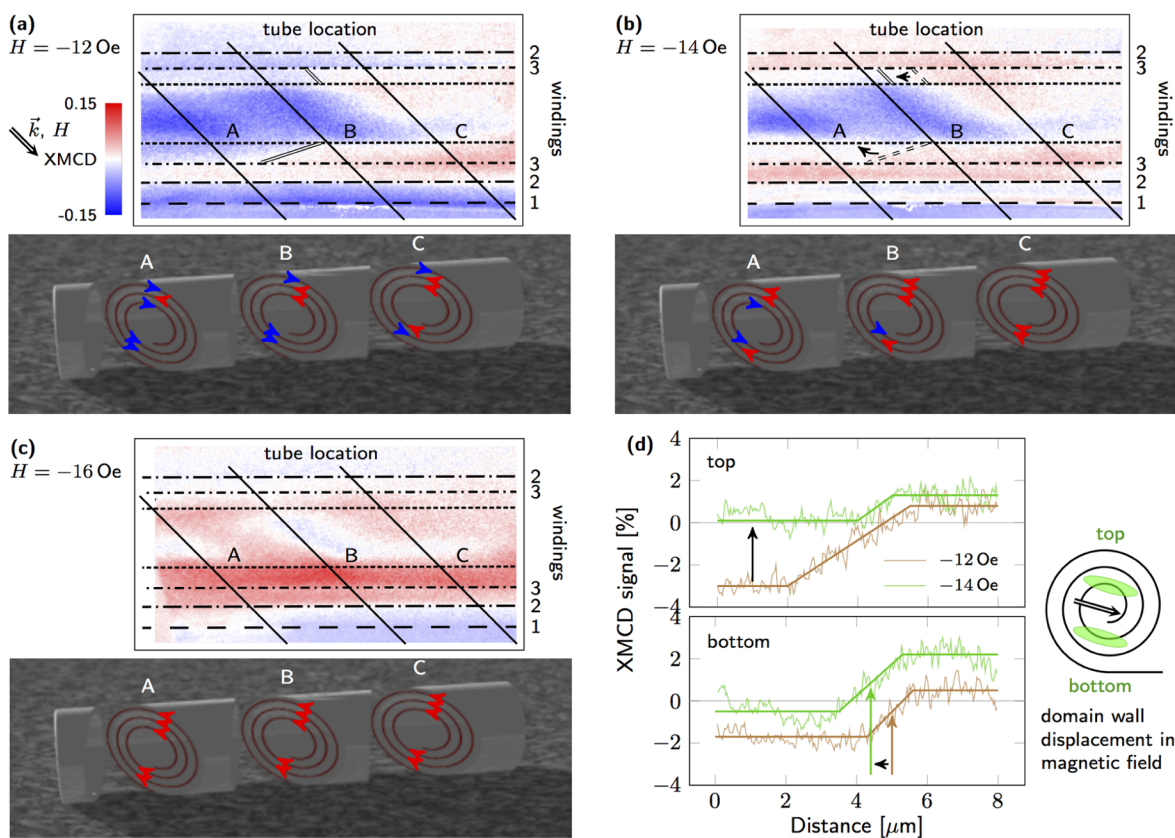 (a)
H = −12 Oe
tube location
2
3
windings
0.15
k⃗, H
XMCD
-0.15
A
B
C
3
2
1
A
B
C
(b)
H = −14 Oe
tube location
2
3
windings
A
B
C
3
2
1
A
B
C
(c)
H = −16 Oe
tube location
2
3
windings
A
B
C
3
2
1
A
B
C
(d)
XMCD signal [%]
4
2
0
−2
−4
top
−12 Oe
−14 Oe
4
2
0
−2
−4
bottom
0
2
4
6
8
Distance [μm]
top
bottom
domain wall
displacement in
magnetic field